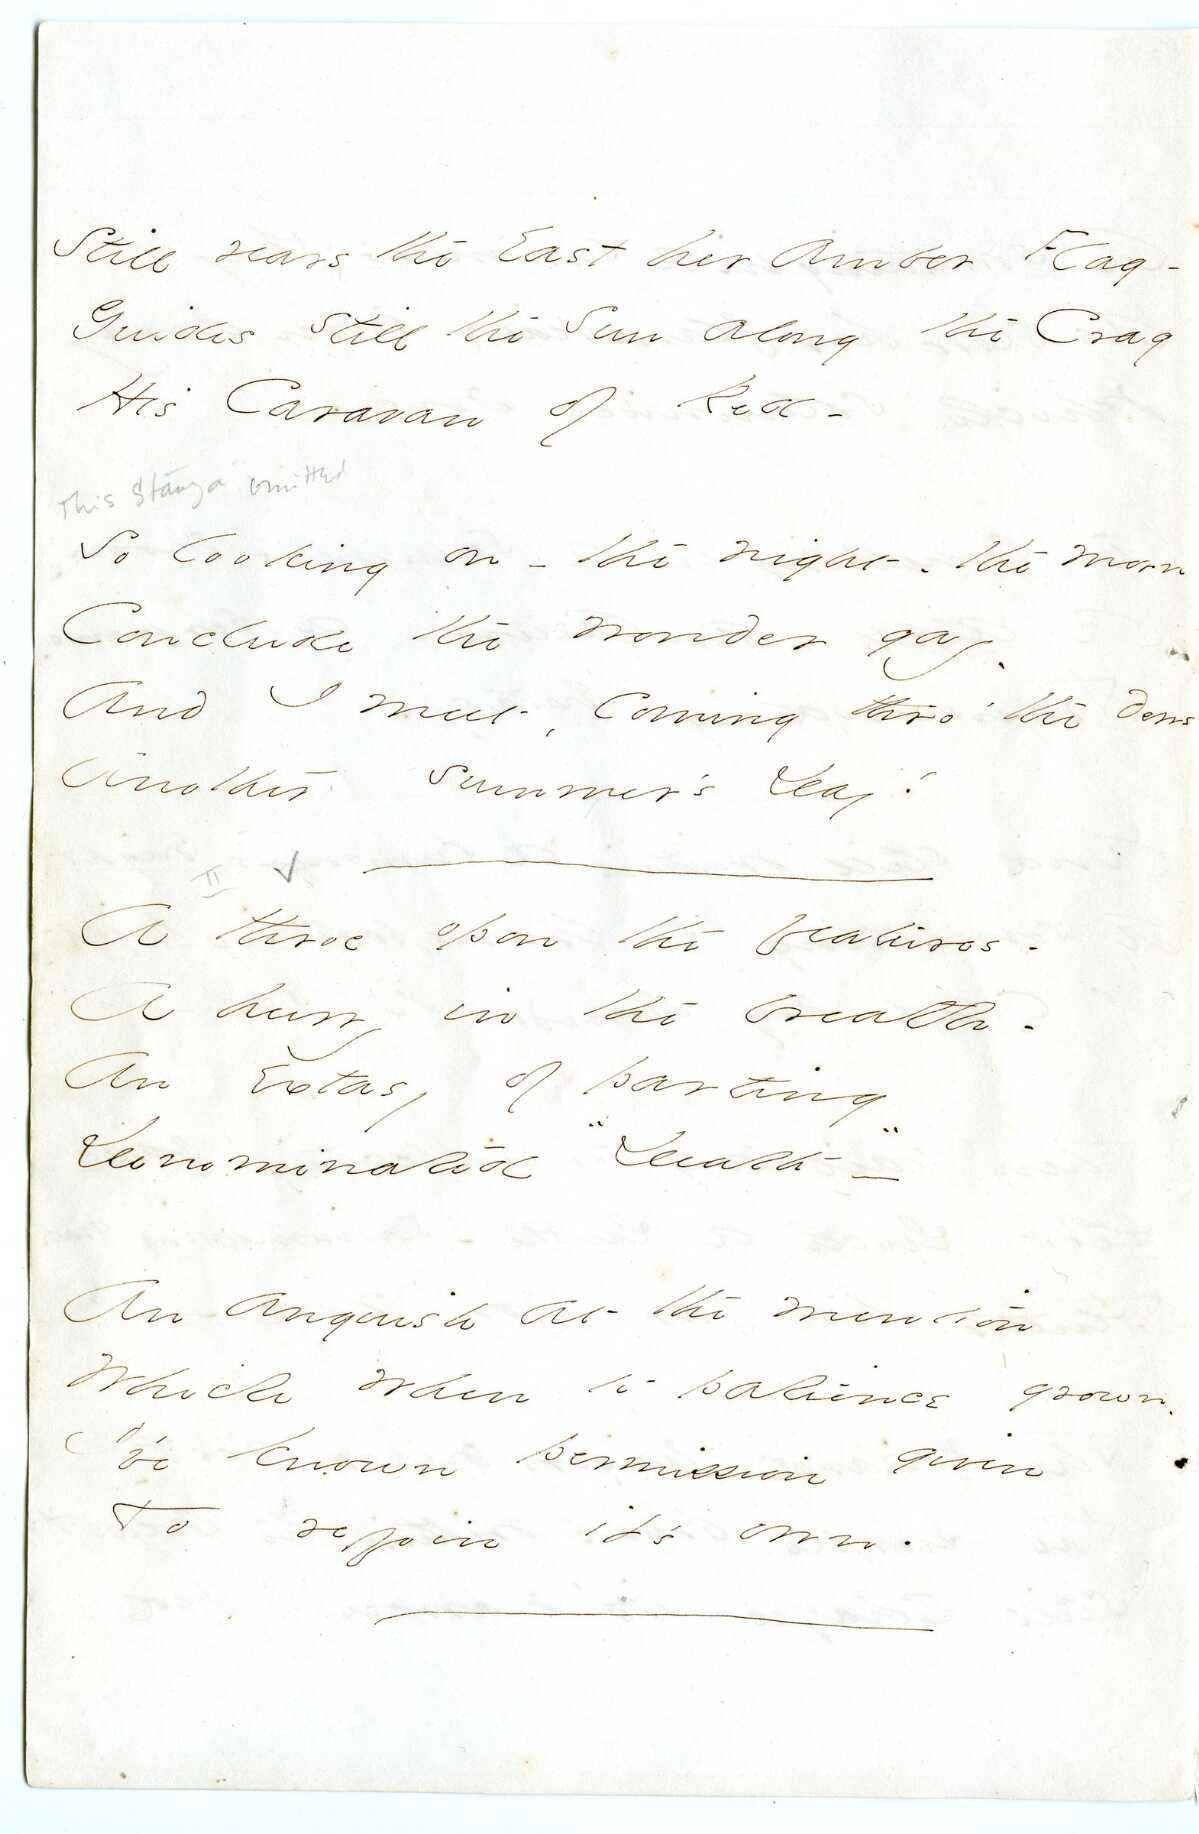 Still rears the East her Amber Flag -
Guides Still the Sun along the Crag
His Caravan of Red -
This Stanza omitted
So looking on - the night - the morn
Conclude the wonder gay -
And I meet, coming thro' the dews
Another Summer's Day!
II ✓
A throe upon the features -
A hurry in the breath -
An Extasy of parting
Denominated "Death" -
An anguish at the mention
Which when to patience grown -
I've known permission given
To rejoin it's own.